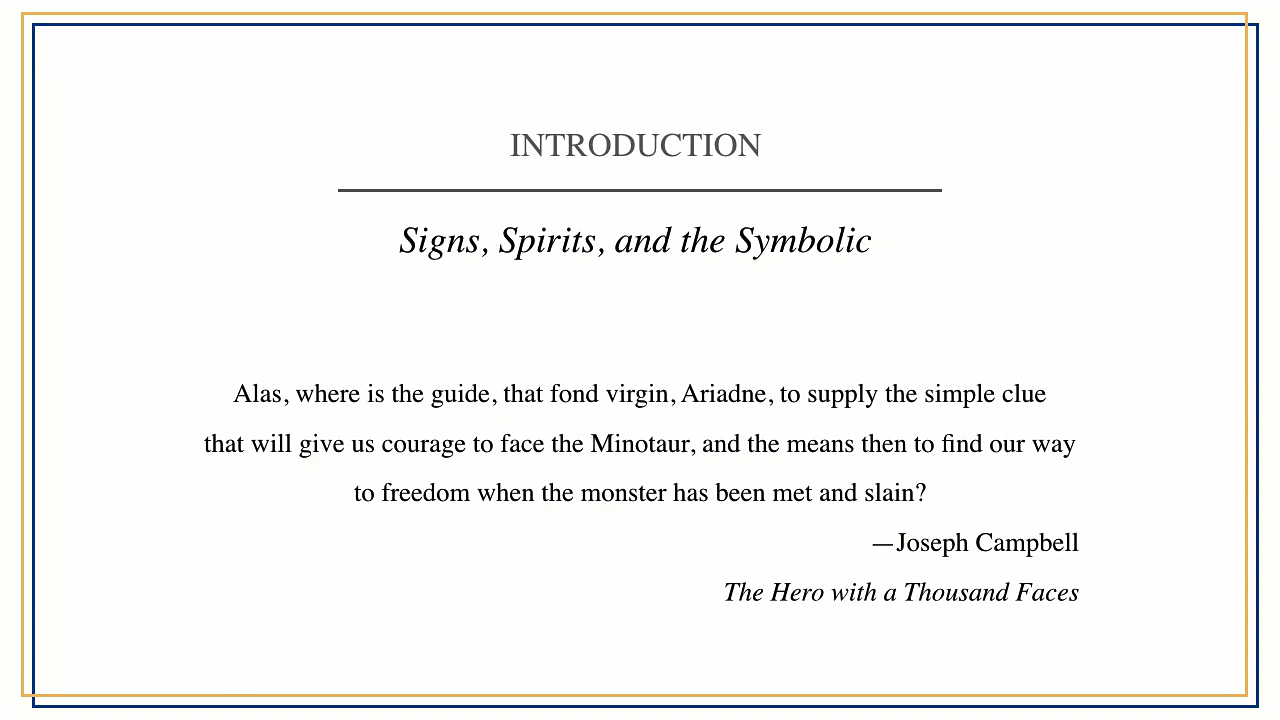 INTRODUCTION
Signs, Spirits, and the Symbolic
Alas, where is the guide, that fond virgin, Ariadne, to supply the simple clue
that will give us courage to face the Minotaur, and the means then to find our way
to freedom when the monster has been met and slain?
—Joseph Campbell
The Hero with a Thousand Faces